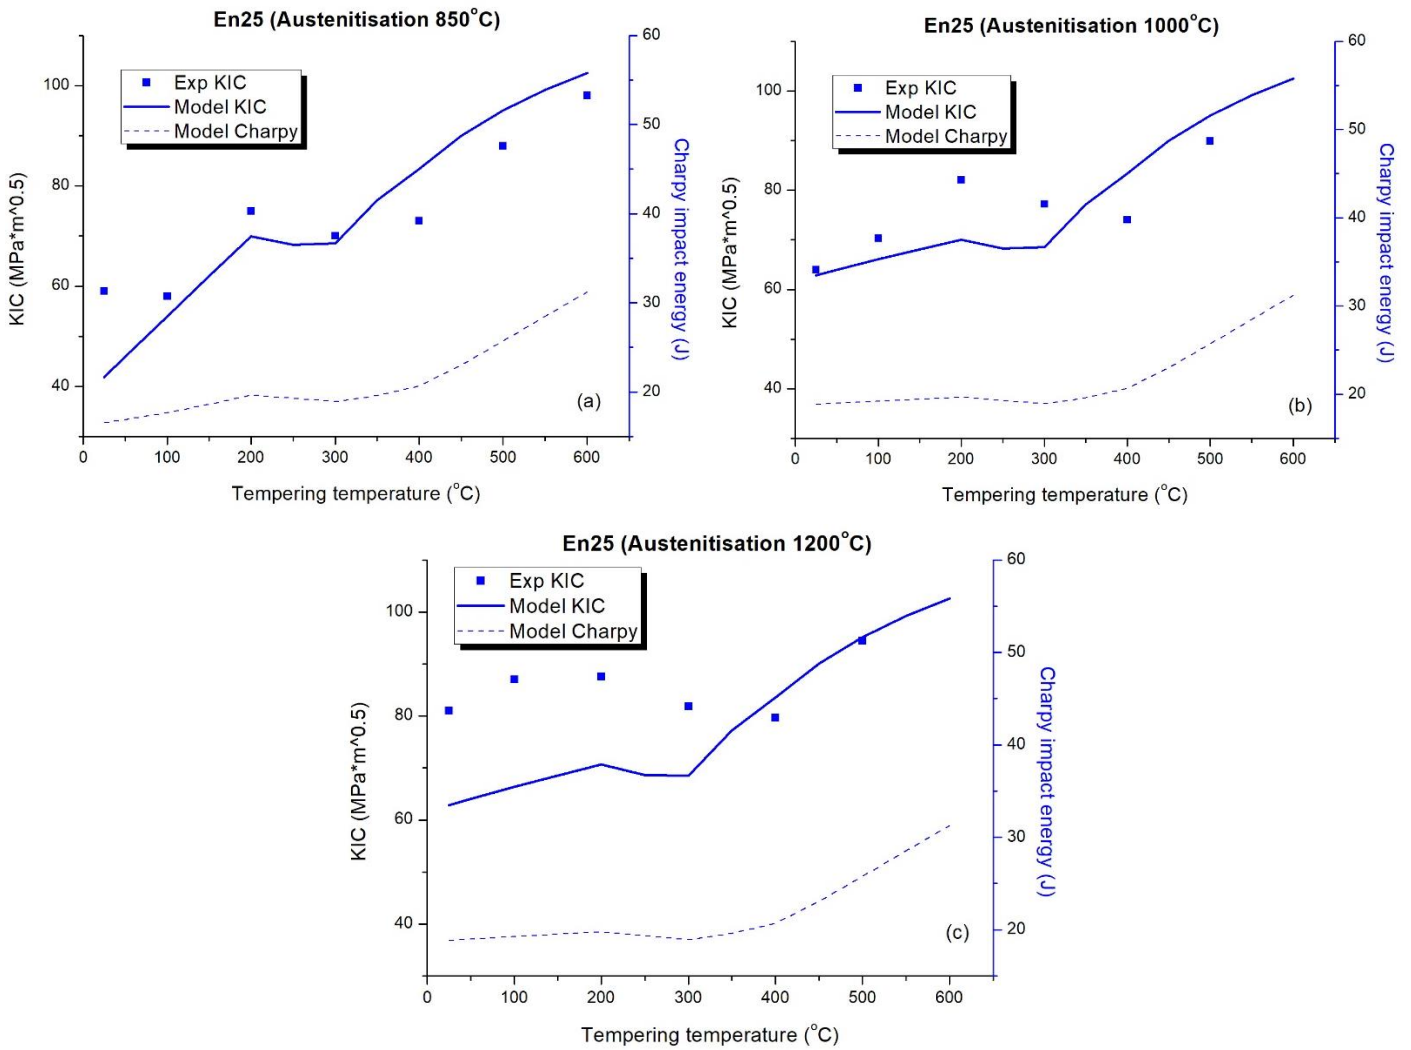 En25 (Austenitisation 850°C)
Exp KIC
Model KIC
Model Charpy
KIC (MPa*m^0.5)
100
80
60
40
60
50
40
30
20
Charpy impact energy (J)
(a)
0 100 200 300 400 500 600
Tempering temperature (°C)
En25 (Austenitisation 1000°C)
Exp KIC
Model KIC
Model Charpy
KIC (MPa*m^0.5)
100
80
60
40
60
50
40
30
20
Charpy impact energy (J)
(b)
0 100 200 300 400 500 600
Tempering temperature (°C)
En25 (Austenitisation 1200°C)
Exp KIC
Model KIC
Model Charpy
KIC (MPa*m^0.5)
100
80
60
40
60
50
40
30
20
Charpy impact energy (J)
(c)
0 100 200 300 400 500 600
Tempering temperature (°C)